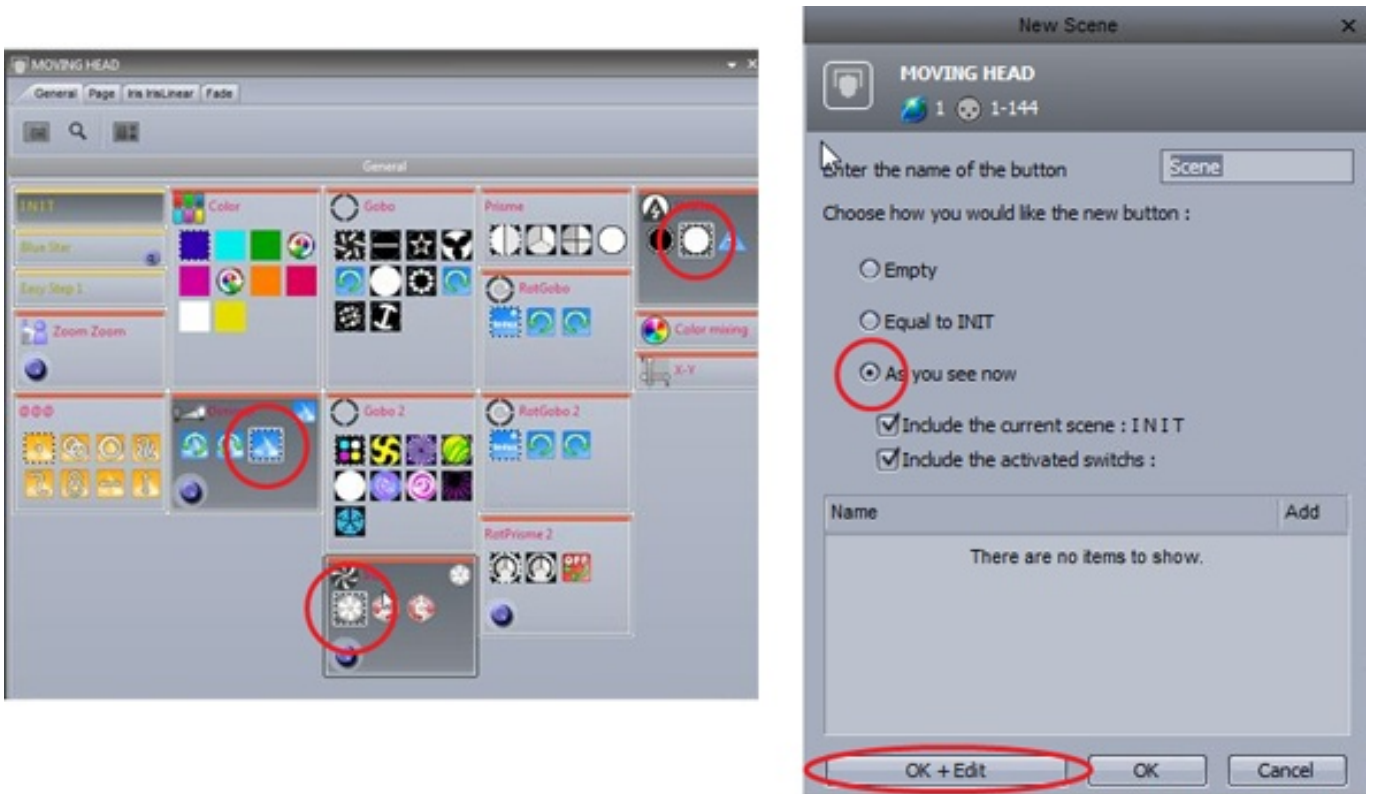 MOVING HEAD
General Page Iris IrisLinear Fade
General
INIT
Blue Star
Easy Step 1
Zoom Zoom
@@@
Color
Gobo
Gobo 2
Prisme
RotGobo
RotGobo 2
RotPrisme 2
OFF
Color mixing
X-Y
New Scene
MOVING HEAD
1 1-144
Enter the name of the button Scene
Choose how you would like the new button :
Empty
Equal to INIT
As you see now
Include the current scene : I N I T
Include the activated switchs :
Name Add
There are no items to show.
OK + Edit OK Cancel